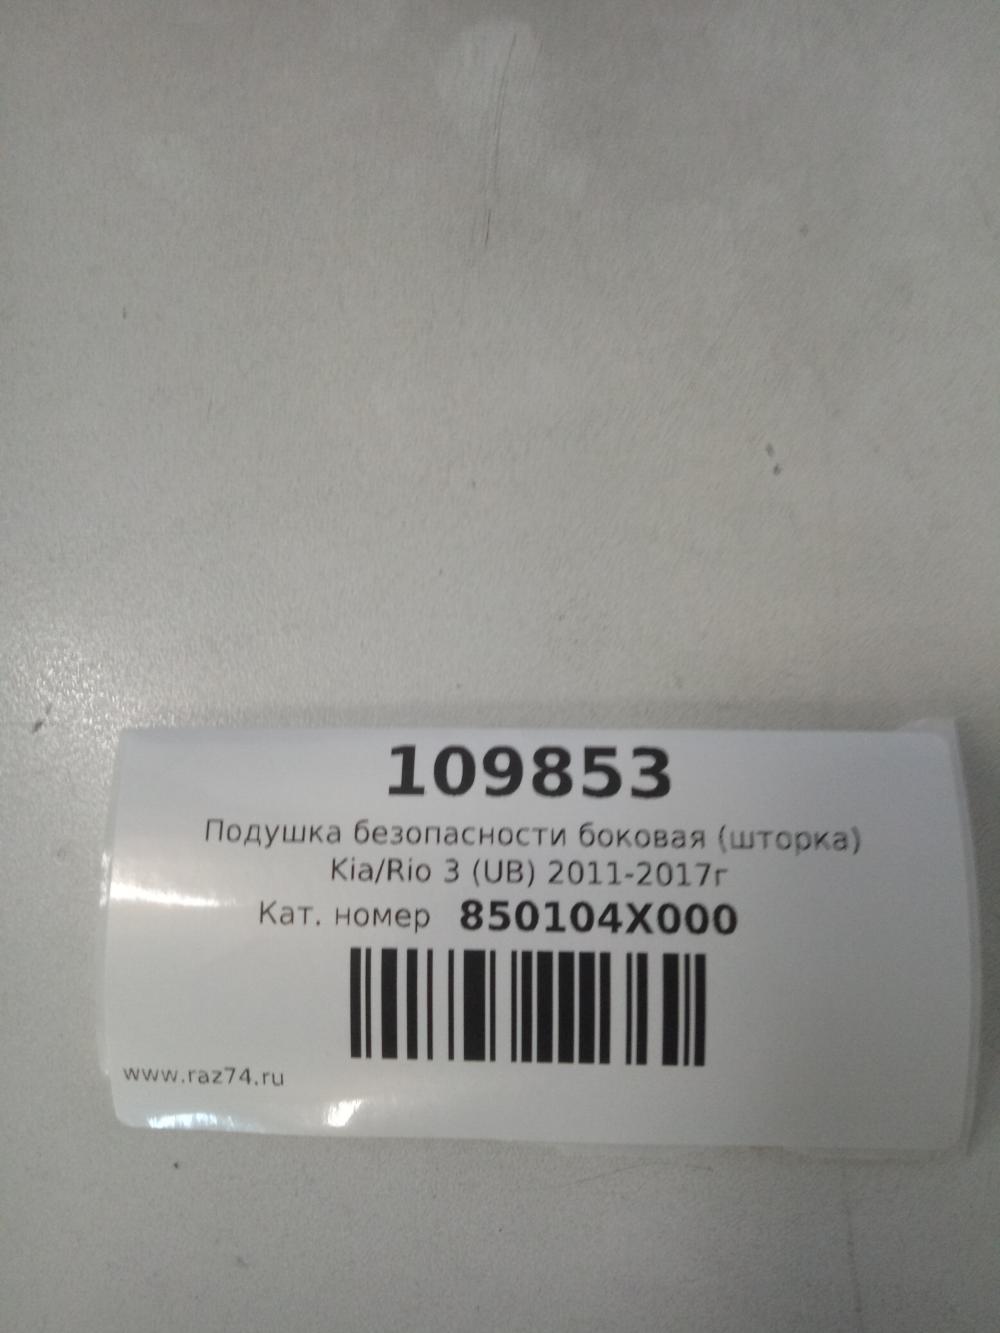 109853
Подушка безопасности боковая (шторка)
Kia/Rio 3 (UB) 2011-2017г
Кат. номер 850104X000
www.raz74.ru